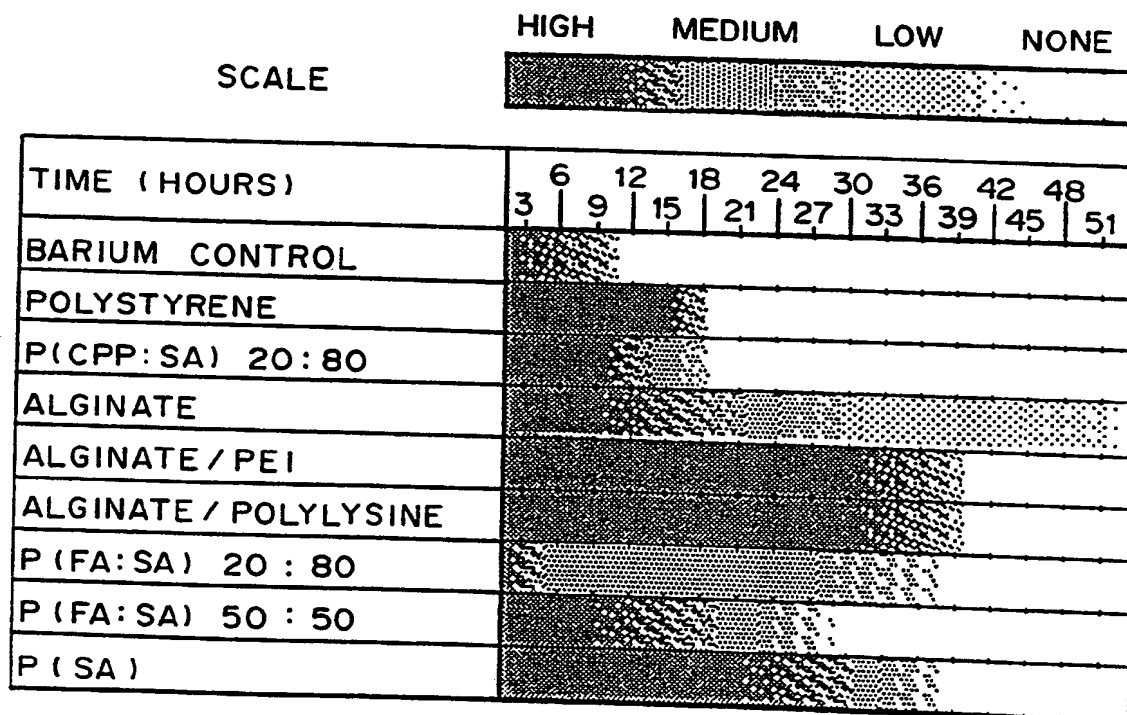 HIGH MEDIUM LOW NONE
SCALE
TIME (HOURS)
6 12 18 24 30 36 42 48
3 9 15 21 27 33 39 45 51
BARIUM CONTROL
POLYSTYRENE
P(CPP:SA) 20:80
ALGINATE
ALGINATE/PEI
ALGINATE/POLYLYSINE
P(FA:SA) 20:80
P(FA:SA) 50:50
P(SA)